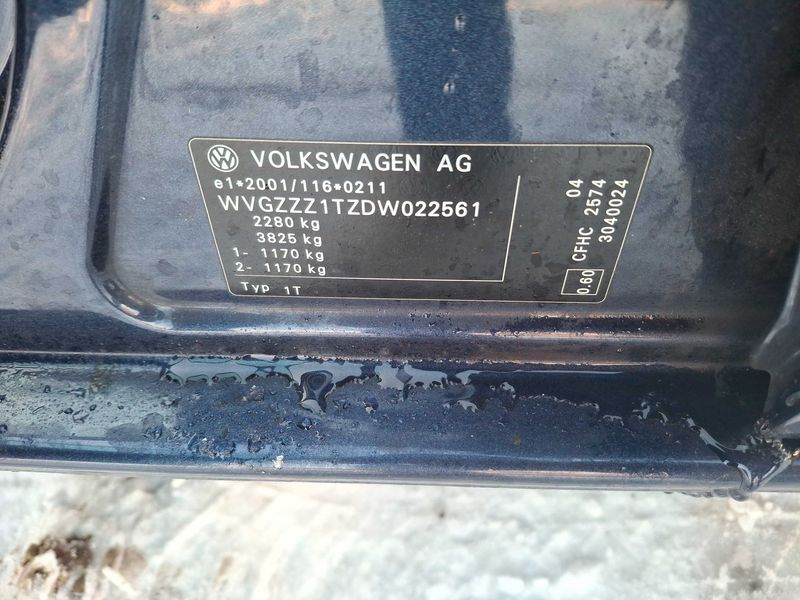 VOLKSWAGEN AG
e1*2001/116*0211
WVGZZZ1TZDW022561
2280 kg
3825 kg
1- 1170 kg
2- 1170 kg
Typ 1T
04
CFHC 2574
3040024
0.60